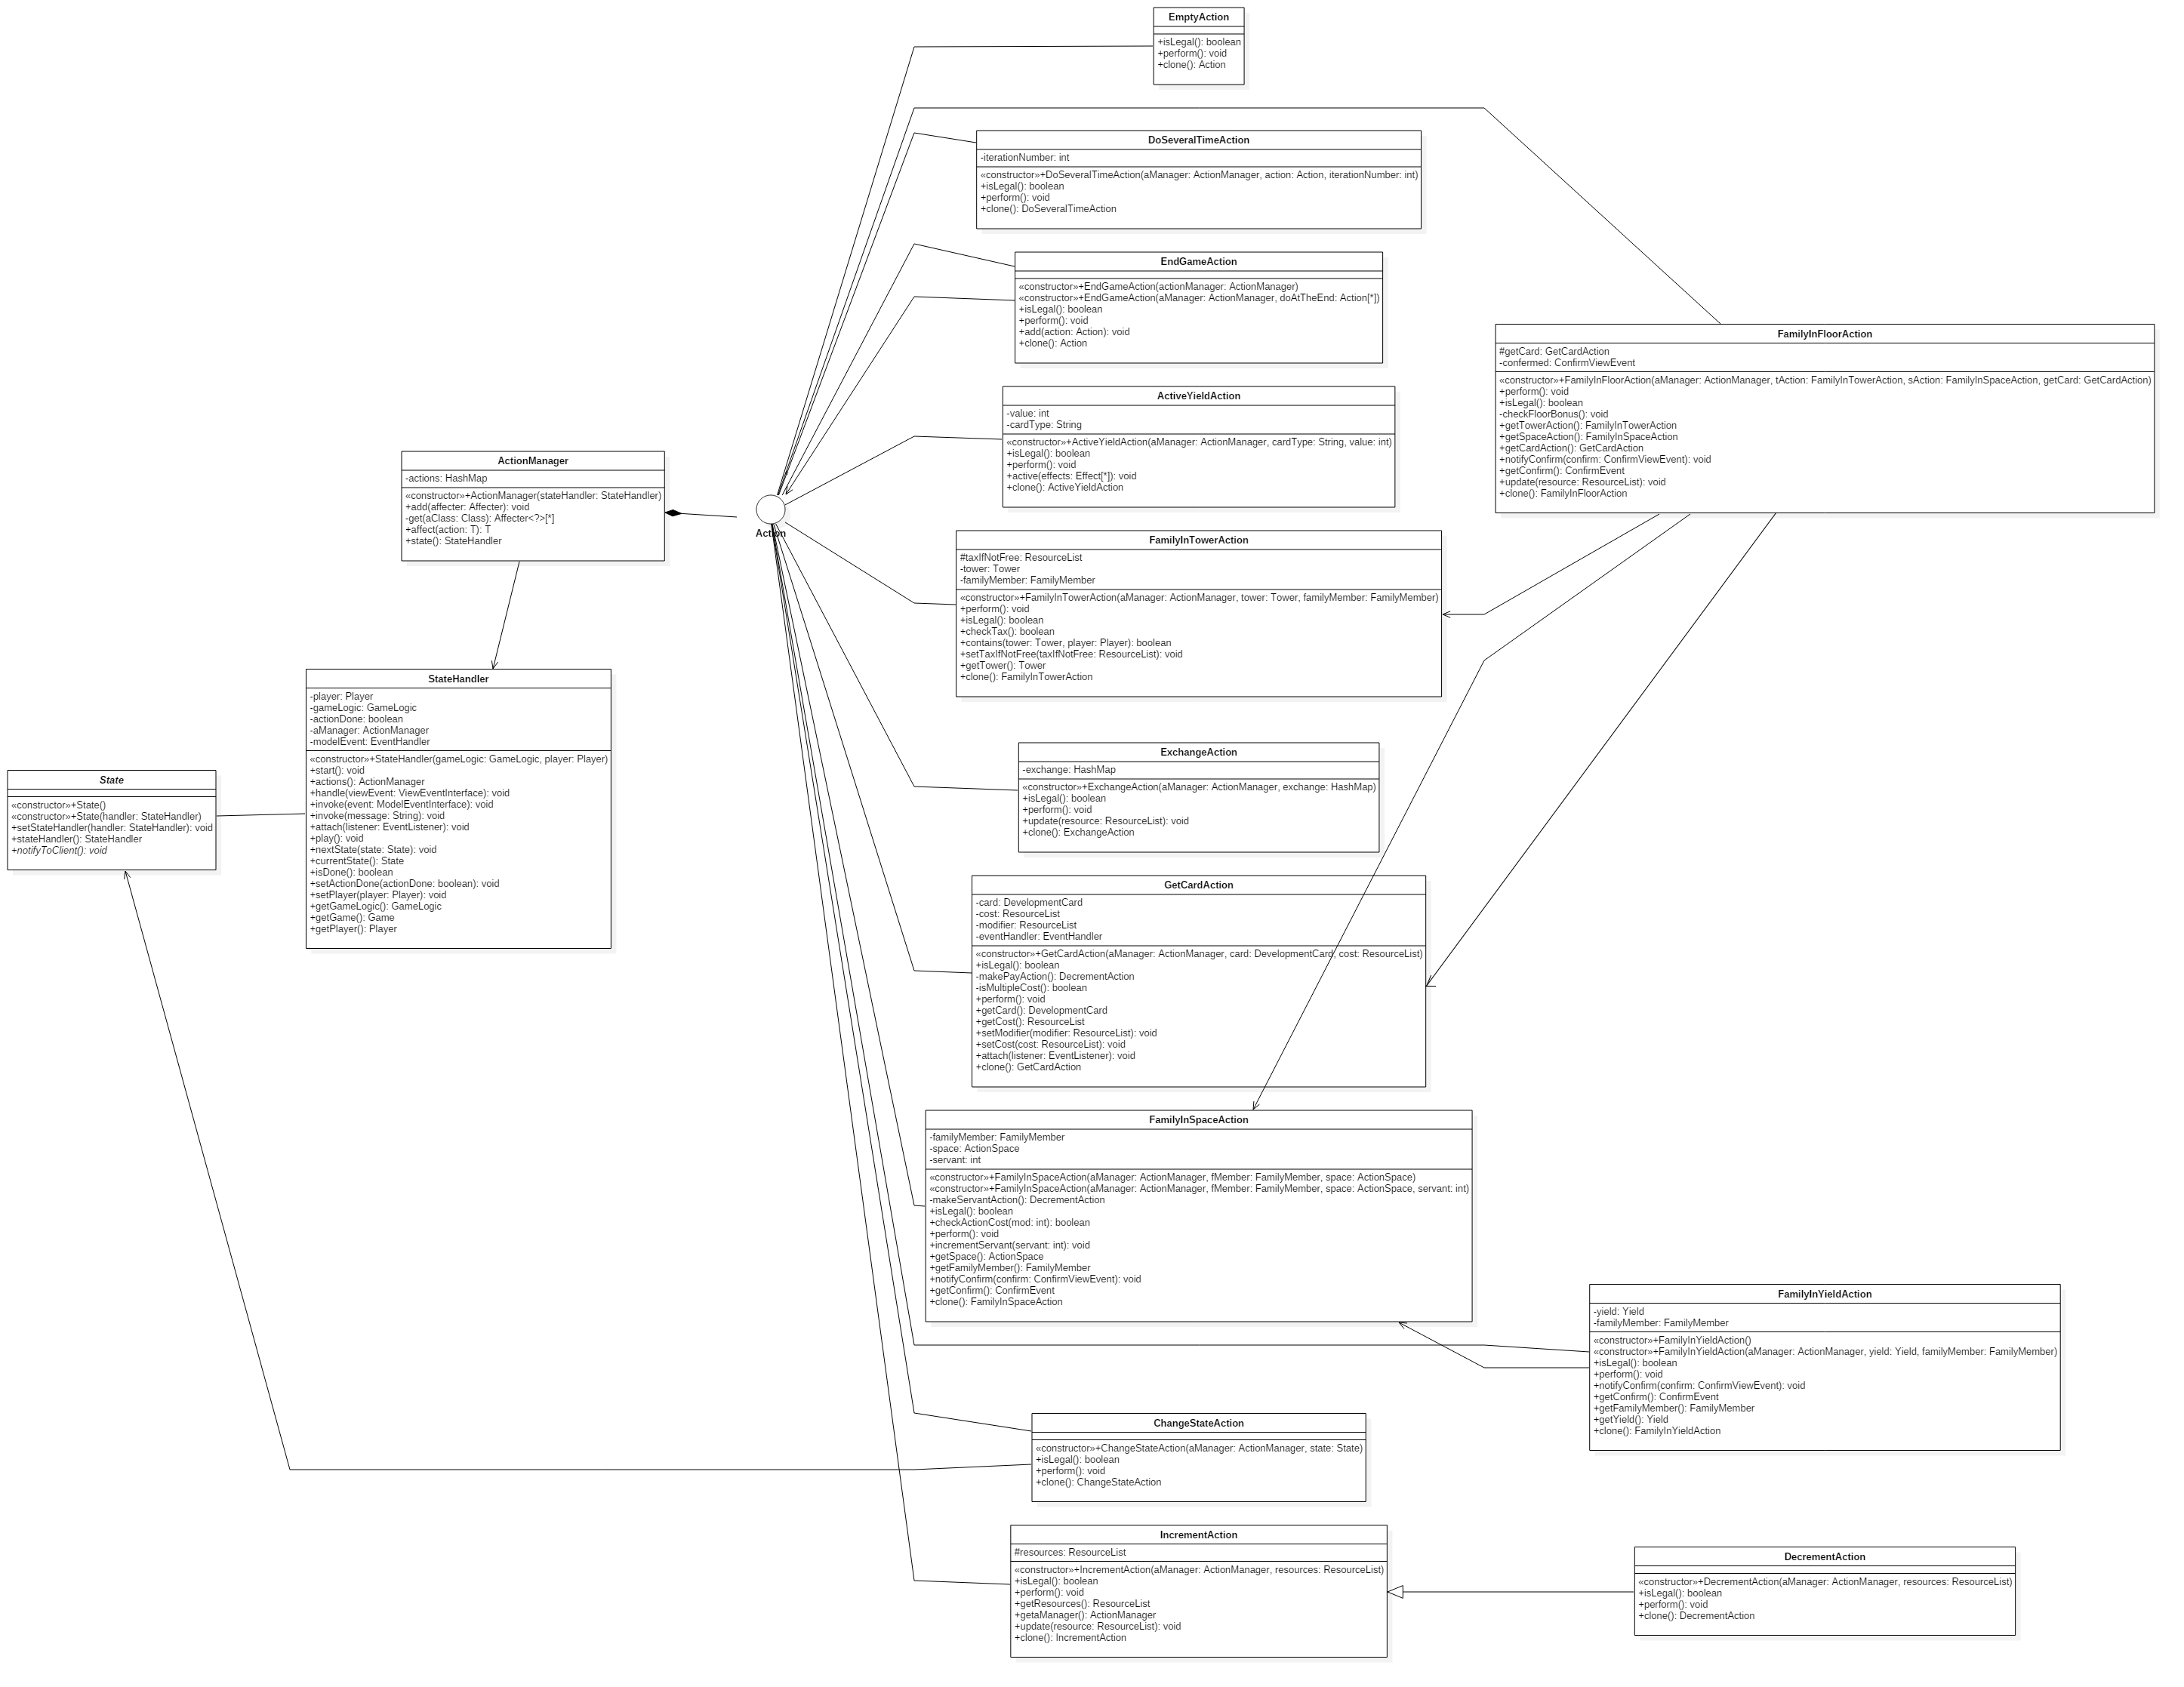 EmptyAction
+isLegal(): boolean
+perform(): void
+clone(): Action
DoSeveralTimeAction
-iterationNumber: int
«constructor»+DoSeveralTimeAction(aManager: ActionManager, action: Action, iterationNumber: int)
+isLegal(): boolean
+perform(): void
+clone(): DoSeveralTimeAction
EndGameAction
«constructor»+EndGameAction(actionManager: ActionManager)
«constructor»+EndGameAction(aManager: ActionManager, doAtTheEnd: Action[*])
+isLegal(): boolean
+perform(): void
+add(action: Action): void
+clone(): Action
FamilyInFloorAction
#getCard: GetCardAction
-confermed: ConfirmViewEvent
«constructor»+FamilyInFloorAction(aManager: ActionManager, tAction: FamilyInTowerAction, sAction: FamilyInSpaceAction, getCard: GetCardAction)
+perform(): void
+isLegal(): boolean
-checkFloorBonus(): void
+getTowerAction(): FamilyInTowerAction
+getSpaceAction(): FamilyInSpaceAction
+getCardAction(): GetCardAction
+notifyConfirm(confirm: ConfirmViewEvent): void
+getConfirm(): ConfirmEvent
+update(resource: ResourceList): void
+clone(): FamilyInFloorAction
ActiveYieldAction
-value: int
-cardType: String
«constructor»+ActiveYieldAction(aManager: ActionManager, cardType: String, value: int)
+isLegal(): boolean
+perform(): void
+active(effects: Effect[*]): void
+clone(): ActiveYieldAction
ActionManager
-actions: HashMap
«constructor»+ActionManager(stateHandler: StateHandler)
+add(affecter: Affecter): void
-get(aClass: Class): Affecter<?>[*]
+affect(action: T): T
+state(): StateHandler
Action
FamilyInTowerAction
#taxIfNotFree: ResourceList
-tower: Tower
-familyMember: FamilyMember
«constructor»+FamilyInTowerAction(aManager: ActionManager, tower: Tower, familyMember: FamilyMember)
+perform(): void
+isLegal(): boolean
+checkTax(): boolean
+contains(tower: Tower, player: Player): boolean
+setTaxIfNotFree(taxIfNotFree: ResourceList): void
+getTower(): Tower
+clone(): FamilyInTowerAction
StateHandler
-player: Player
-gameLogic: GameLogic
-actionDone: boolean
-aManager: ActionManager
-modelEvent: EventHandler
«constructor»+StateHandler(gameLogic: GameLogic, player: Player)
+start(): void
+actions(): ActionManager
+handle(viewEvent: ViewEventInterface): void
+invoke(event: ModelEventInterface): void
+invoke(message: String): void
+attach(listener: EventListener): void
+play(): void
+nextState(state: State): void
+currentState(): State
+isDone(): boolean
+setActionDone(actionDone: boolean): void
+setPlayer(player: Player): void
+getGameLogic(): GameLogic
+getGame(): Game
+getPlayer(): Player
State
«constructor»+State()
«constructor»+State(handler: StateHandler)
+setStateHandler(handler: StateHandler): void
+stateHandler(): StateHandler
+notifyToClient(): void
ExchangeAction
-exchange: HashMap
«constructor»+ExchangeAction(aManager: ActionManager, exchange: HashMap)
+isLegal(): boolean
+perform(): void
+update(resource: ResourceList): void
+clone(): ExchangeAction
GetCardAction
-card: DevelopmentCard
-cost: ResourceList
-modifier: ResourceList
-eventHandler: EventHandler
«constructor»+GetCardAction(aManager: ActionManager, card: DevelopmentCard, cost: ResourceList)
+isLegal(): boolean
-makePayAction(): DecrementAction
-isMultipleCost(): boolean
+perform(): void
+getCard(): DevelopmentCard
+getCost(): ResourceList
+setModifier(modifier: ResourceList): void
+setCost(cost: ResourceList): void
+attach(listener: EventListener): void
+clone(): GetCardAction
FamilyInSpaceAction
-familyMember: FamilyMember
-space: ActionSpace
-servant: int
«constructor»+FamilyInSpaceAction(aManager: ActionManager, fMember: FamilyMember, space: ActionSpace)
«constructor»+FamilyInSpaceAction(aManager: ActionManager, fMember: FamilyMember, space: ActionSpace, servant: int)
-makeServantAction(): DecrementAction
+isLegal(): boolean
+checkActionCost(mod: int): boolean
+perform(): void
+incrementServant(servant: int): void
+getSpace(): ActionSpace
+getFamilyMember(): FamilyMember
+notifyConfirm(confirm: ConfirmViewEvent): void
+getConfirm(): ConfirmEvent
+clone(): FamilyInSpaceAction
FamilyInYieldAction
-yield: Yield
-familyMember: FamilyMember
«constructor»+FamilyInYieldAction()
«constructor»+FamilyInYieldAction(aManager: ActionManager, yield: Yield, familyMember: FamilyMember)
+isLegal(): boolean
+perform(): void
+notifyConfirm(confirm: ConfirmViewEvent): void
+getConfirm(): ConfirmEvent
+getFamilyMember(): FamilyMember
+getYield(): Yield
+clone(): FamilyInYieldAction
ChangeStateAction
«constructor»+ChangeStateAction(aManager: ActionManager, state: State)
+isLegal(): boolean
+perform(): void
+clone(): ChangeStateAction
IncrementAction
#resources: ResourceList
«constructor»+IncrementAction(aManager: ActionManager, resources: ResourceList)
+isLegal(): boolean
+perform(): void
+getResources(): ResourceList
+getaManager(): ActionManager
+update(resource: ResourceList): void
+clone(): IncrementAction
DecrementAction
«constructor»+DecrementAction(aManager: ActionManager, resources: ResourceList)
+isLegal(): boolean
+perform(): void
+clone(): DecrementAction